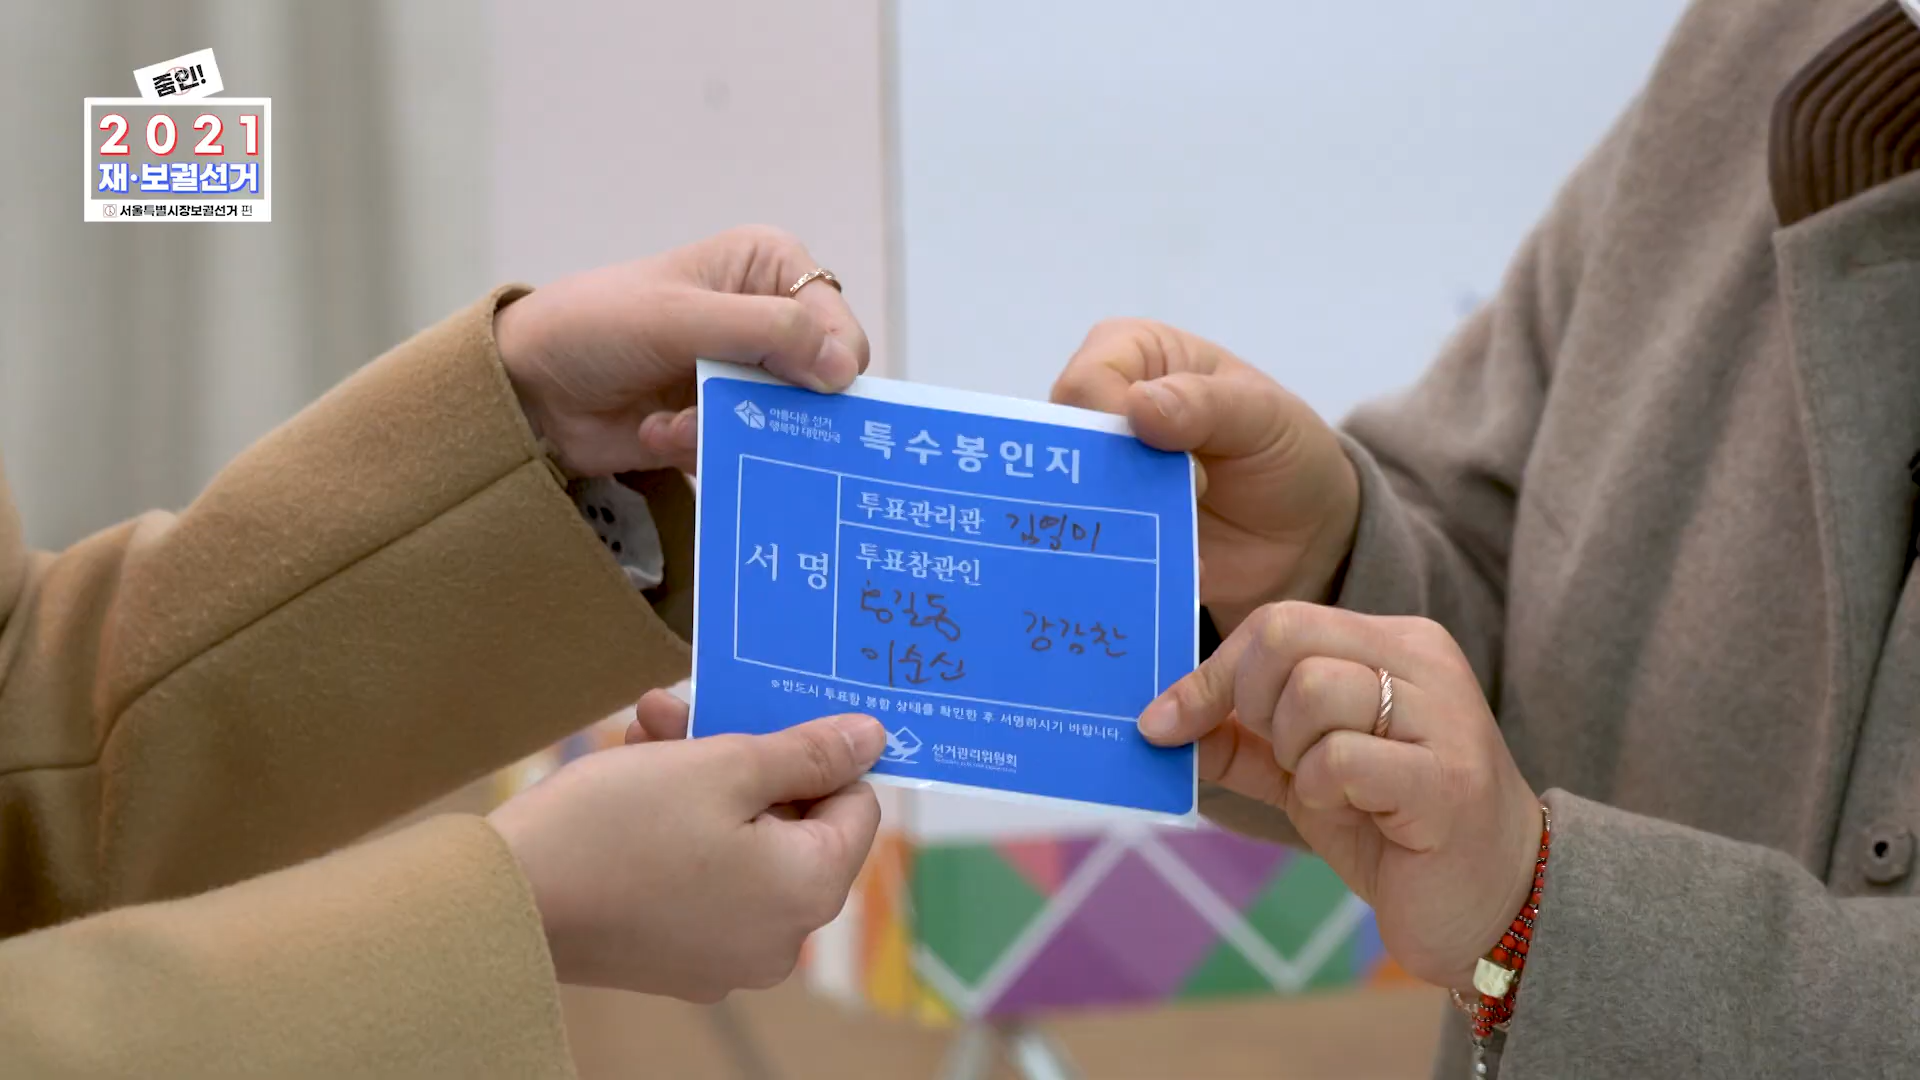 줌인!
2021
재·보궐선거
서울특별시장보궐선거 편
아름다운 선거
행복한 대한민국
특수봉인지
서 명
투표관리관 김열미
투표참관인
홍길동 강감찬
이순신
※반드시 투표함 봉함 상태를 확인한 후 서명하시기 바랍니다.
선거관리위원회